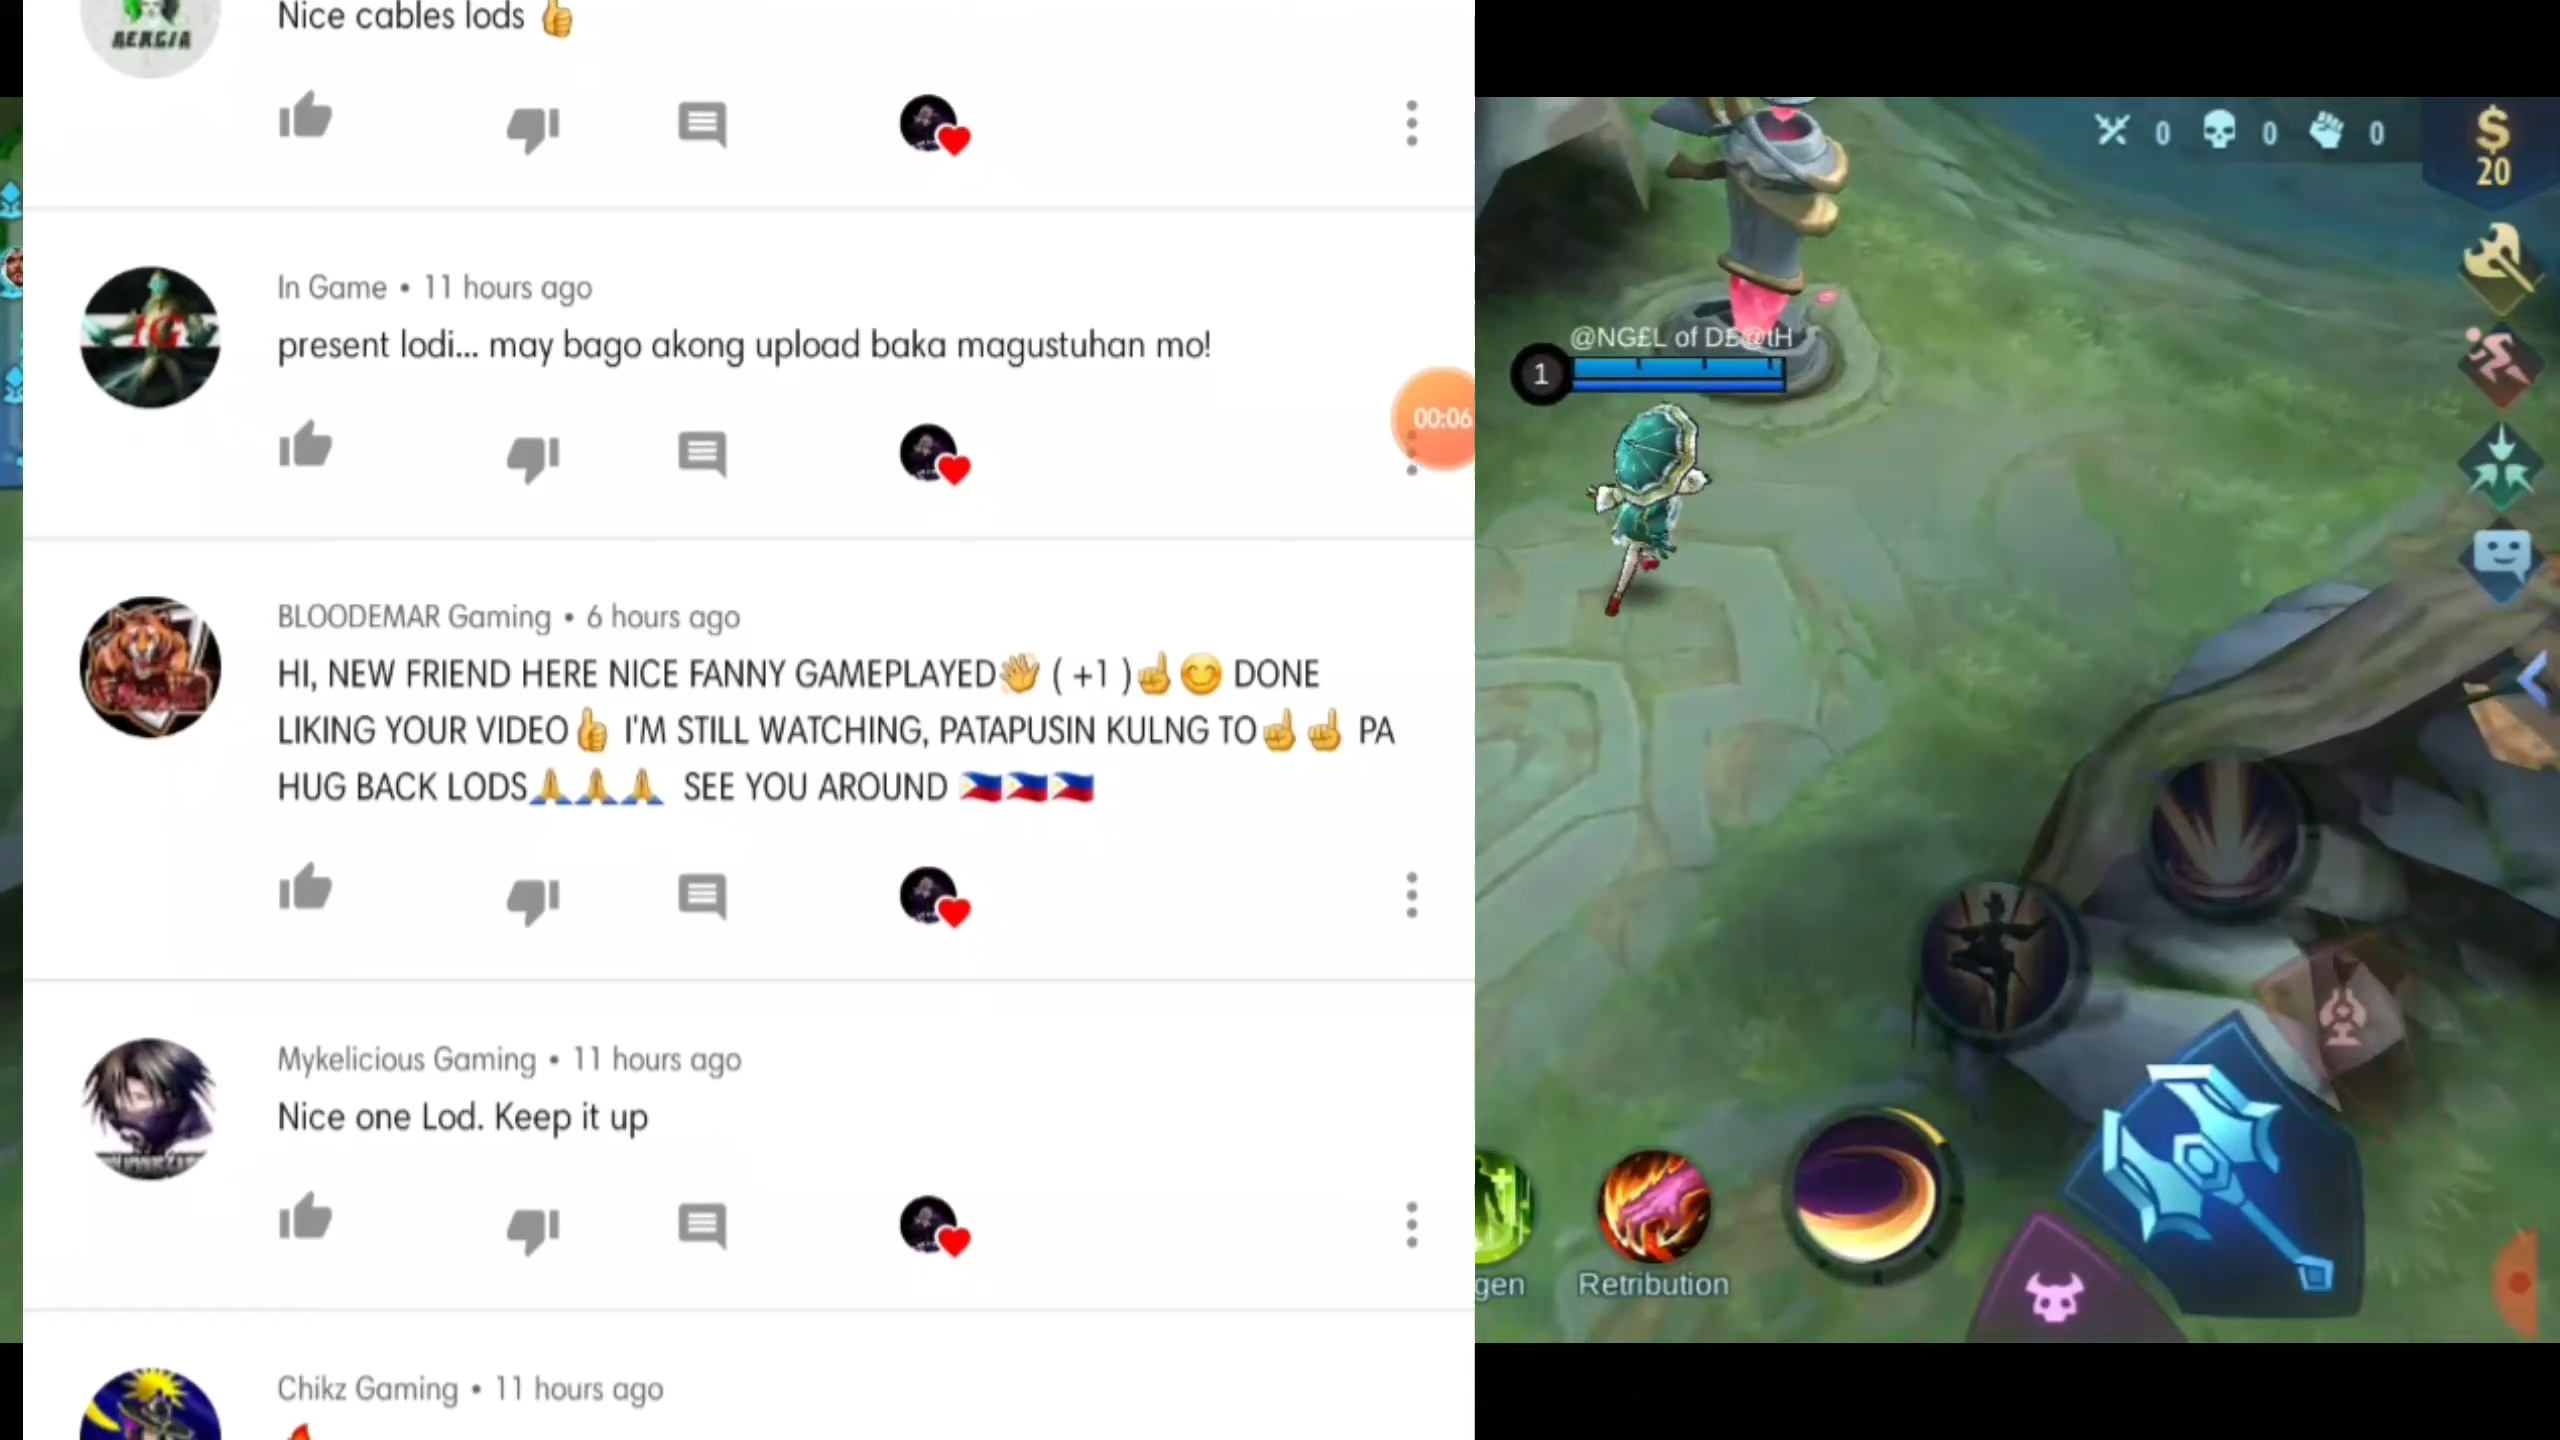 AERGIA
Nice cables lods 👍
In Game • 11 hours ago
present lodi... may bago akong upload baka magustuhan mo!
IG
00:06
BLOODEMAR Gaming • 6 hours ago
HI, NEW FRIEND HERE NICE FANNY GAMEPLAYED👋 ( +1 )☝😊 DONE
LIKING YOUR VIDEO👍 I'M STILL WATCHING, PATAPUSIN KULNG TO☝☝ PA
HUG BACK LODS🙏🙏🙏 SEE YOU AROUND 🇵🇭🇵🇭🇵🇭
Mykelicious Gaming • 11 hours ago
Nice one Lod. Keep it up
Chikz Gaming • 11 hours ago
0 0 0
$
20
@NG£L of D£@tH
1
gen
Retribution